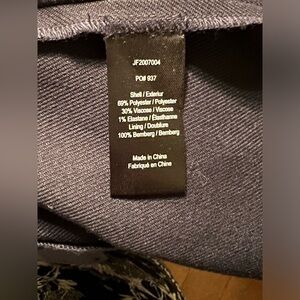 JF2007004
PO# 937
Shell / Exterior
69% Polyester / Polyester
30% Viscose / Viscose
1% Elastane / Élasthanne
Lining / Doublure
100% Bemberg / Bemberg
Made in China
Fabriqué en Chine